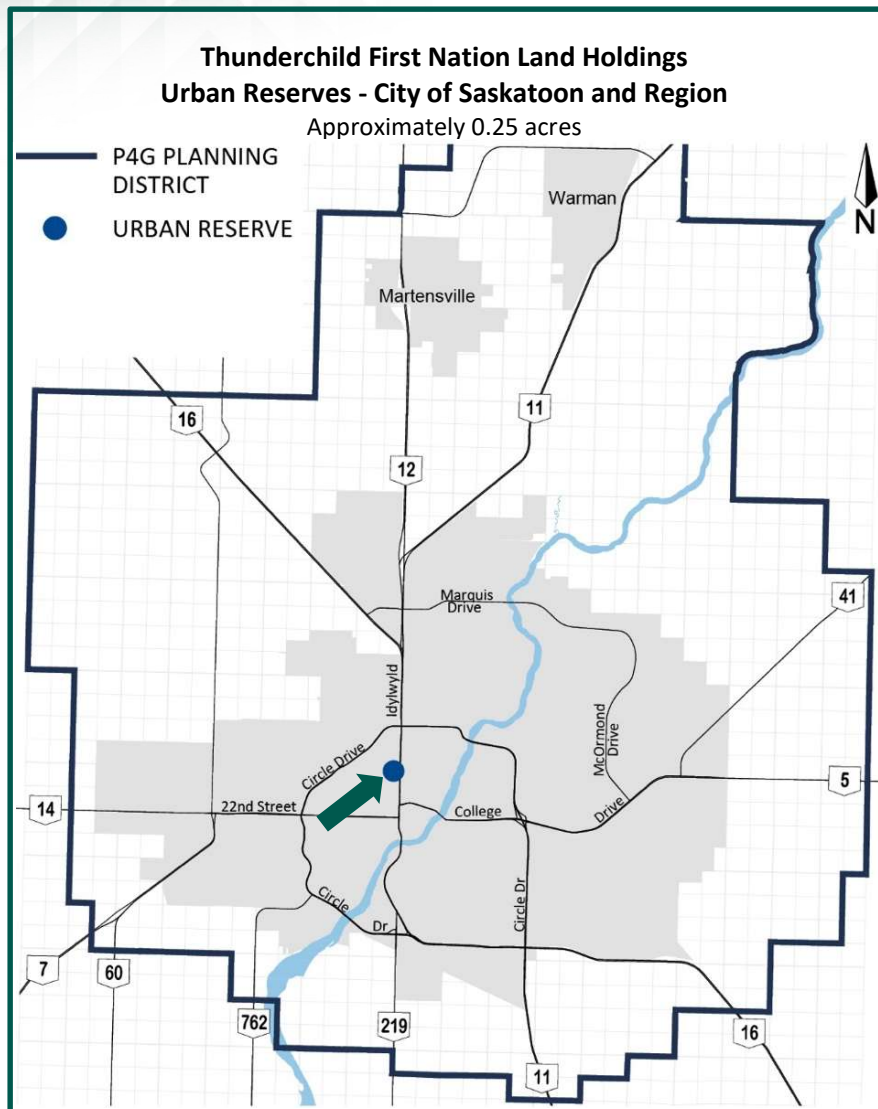 Thunderchild First Nation Land Holdings
Urban Reserves - City of Saskatoon and Region
Approximately 0.25 acres
P4G PLANNING
DISTRICT
URBAN RESERVE
N
Warman
Martensville
16
11
12
Marquis
Drive
41
Idylwyld
McOrmond
Drive
Circle Drive
5
14
22nd Street
College
Drive
Circle
Dr
Circle Dr
7
60
762
219
16
11